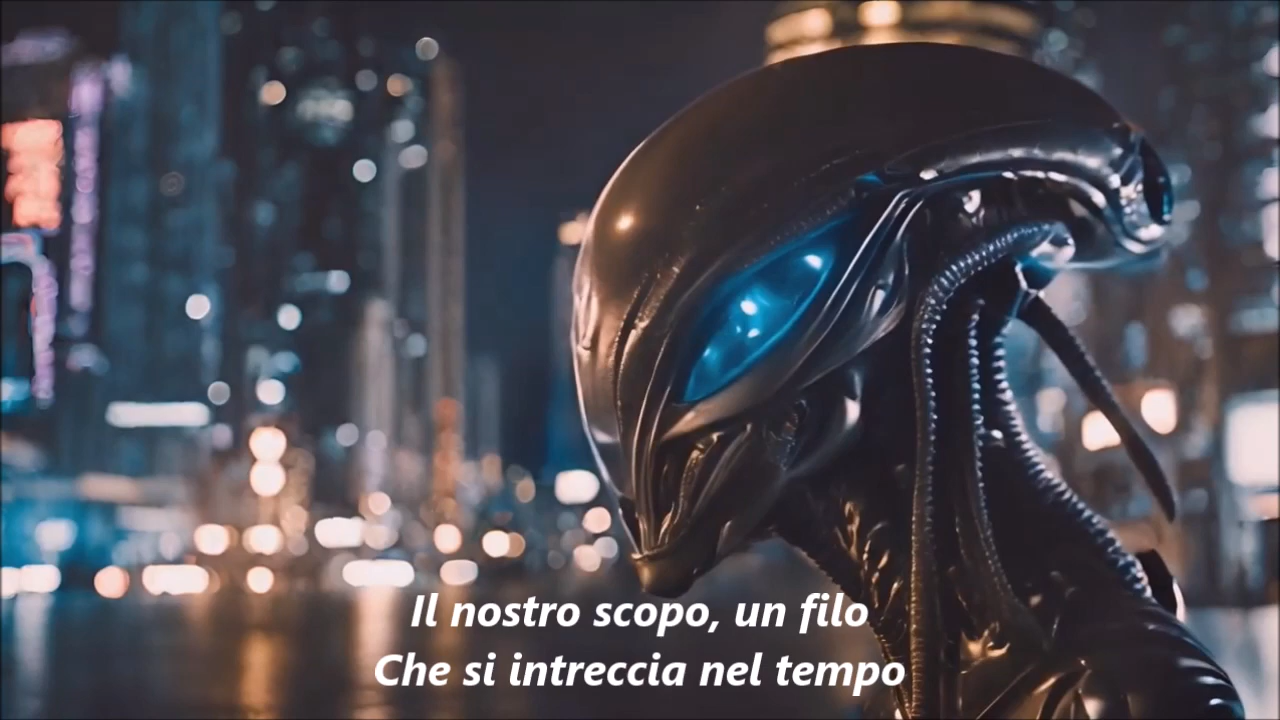 Il nostro scopo, un filo
Che si intreccia nel tempo